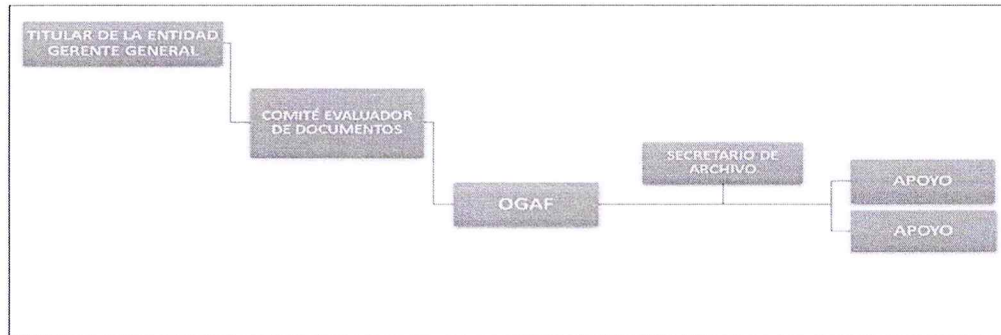 TITULAR DE LA ENTIDAD
GERENTE GENERAL
COMITÉ EVALUADOR
DE DOCUMENTOS
SECRETARIO DE
ARCHIVO
APOYO
OGAF
APOYO